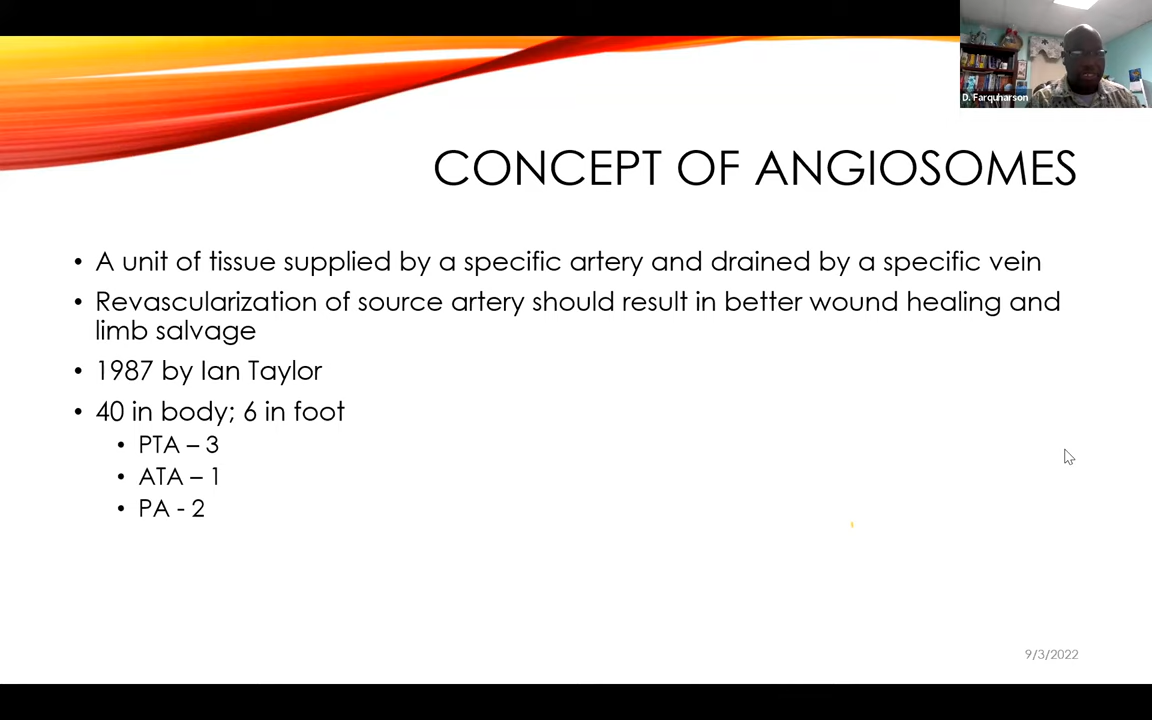 D. Farquharson
CONCEPT OF ANGIOSOMES
• A unit of tissue supplied by a specific artery and drained by a specific vein
• Revascularization of source artery should result in better wound healing and
limb salvage
• 1987 by Ian Taylor
• 40 in body; 6 in foot
• PTA – 3
• ATA – 1
• PA - 2
9/3/2022